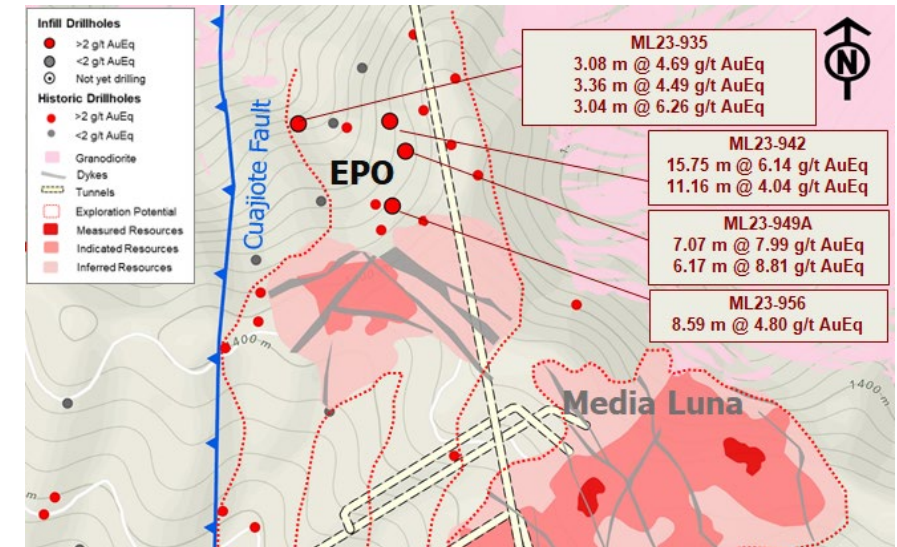 Infill Drillholes
>2 g/t AuEq
<2 g/t AuEq
Not yet drilling
Historic Drillholes
>2 g/t AuEq
<2 g/t AuEq
Granodiorite
Dykes
Tunnels
Exploration Potential
Measured Resources
Indicated Resources
Inferred Resources
Cuajiote Fault
EPO
ML23-935
3.08 m @ 4.69 g/t AuEq
3.36 m @ 4.49 g/t AuEq
3.04 m @ 6.26 g/t AuEq
N
ML23-942
15.75 m @ 6.14 g/t AuEq
11.16 m @ 4.04 g/t AuEq
ML23-949A
7.07 m @ 7.99 g/t AuEq
6.17 m @ 8.81 g/t AuEq
ML23-956
8.59 m @ 4.80 g/t AuEq
1400 m
Media Luna
1400 m
m